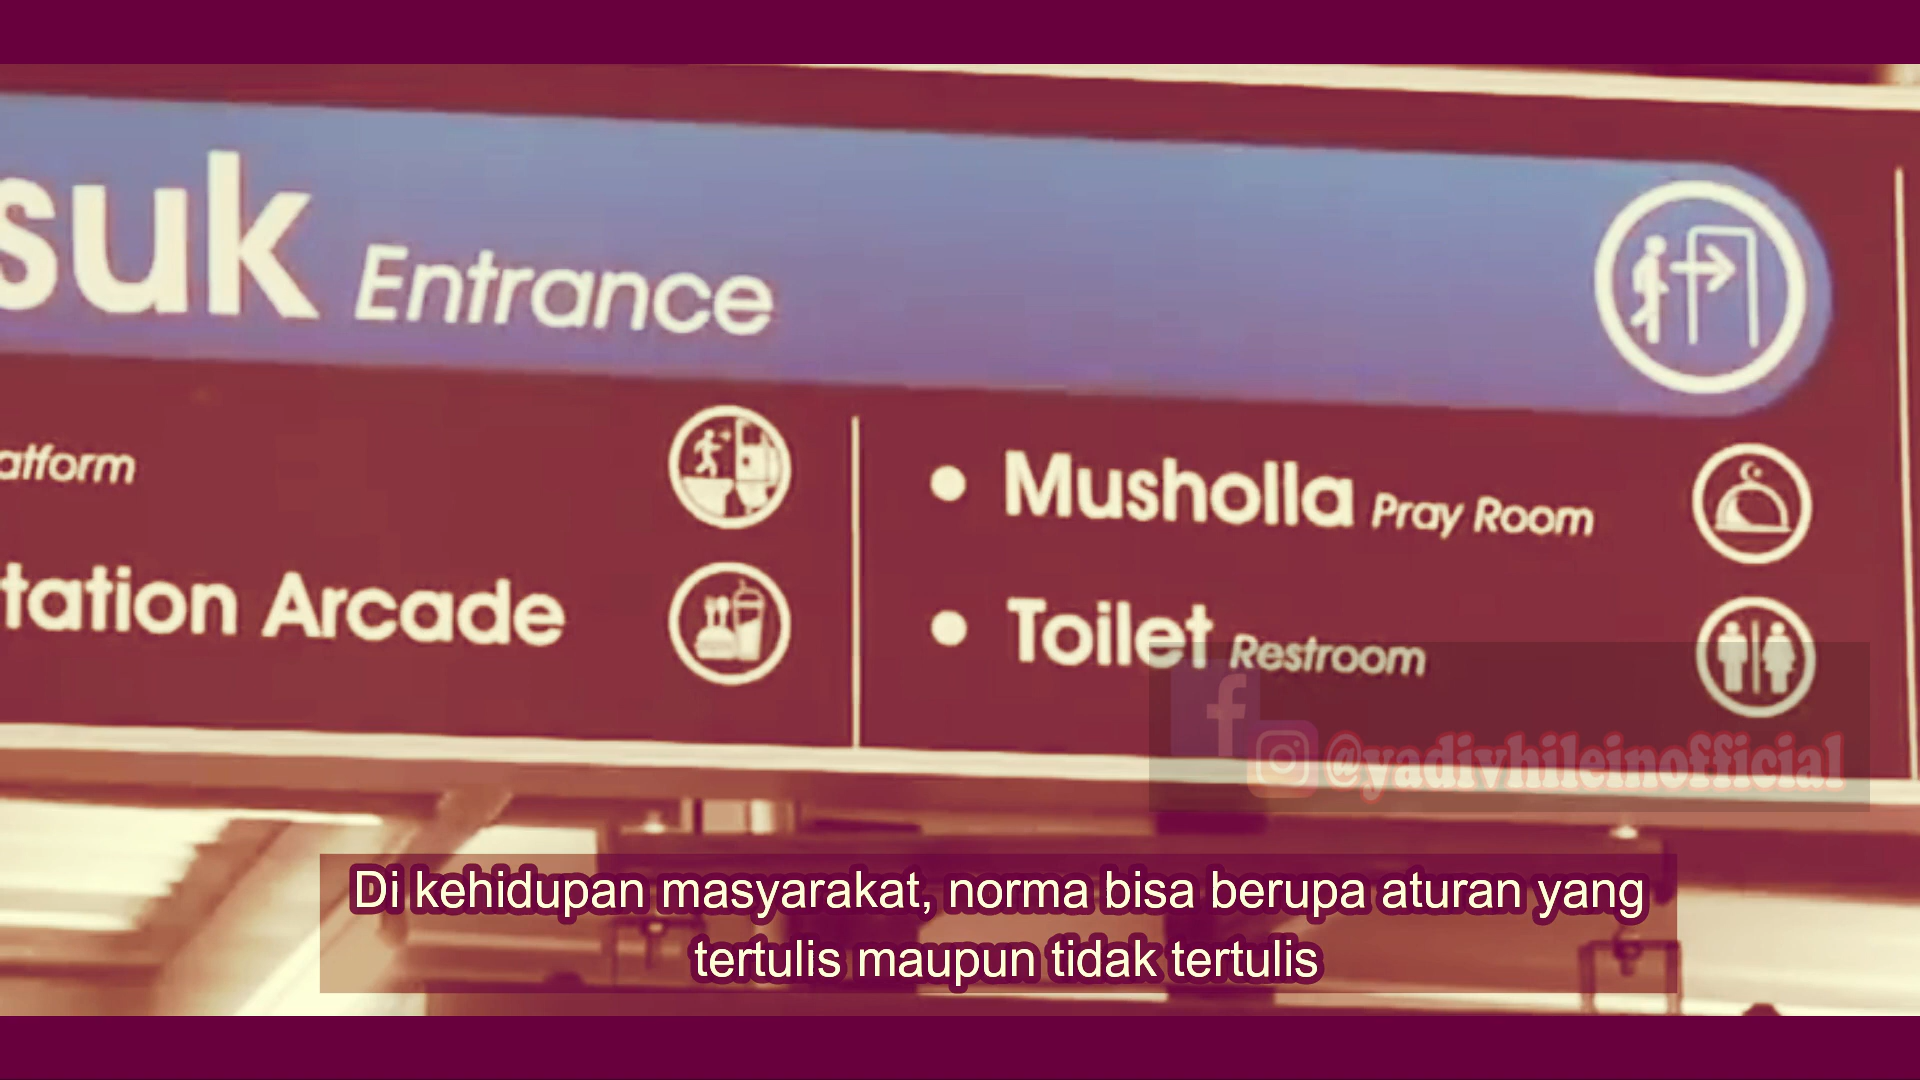 suk Entrance
atform
tation Arcade
Musholla Pray Room
Toilet Restroom
f
@yadivhileinofficial
Di kehidupan masyarakat, norma bisa berupa aturan yang
tertulis maupun tidak tertulis